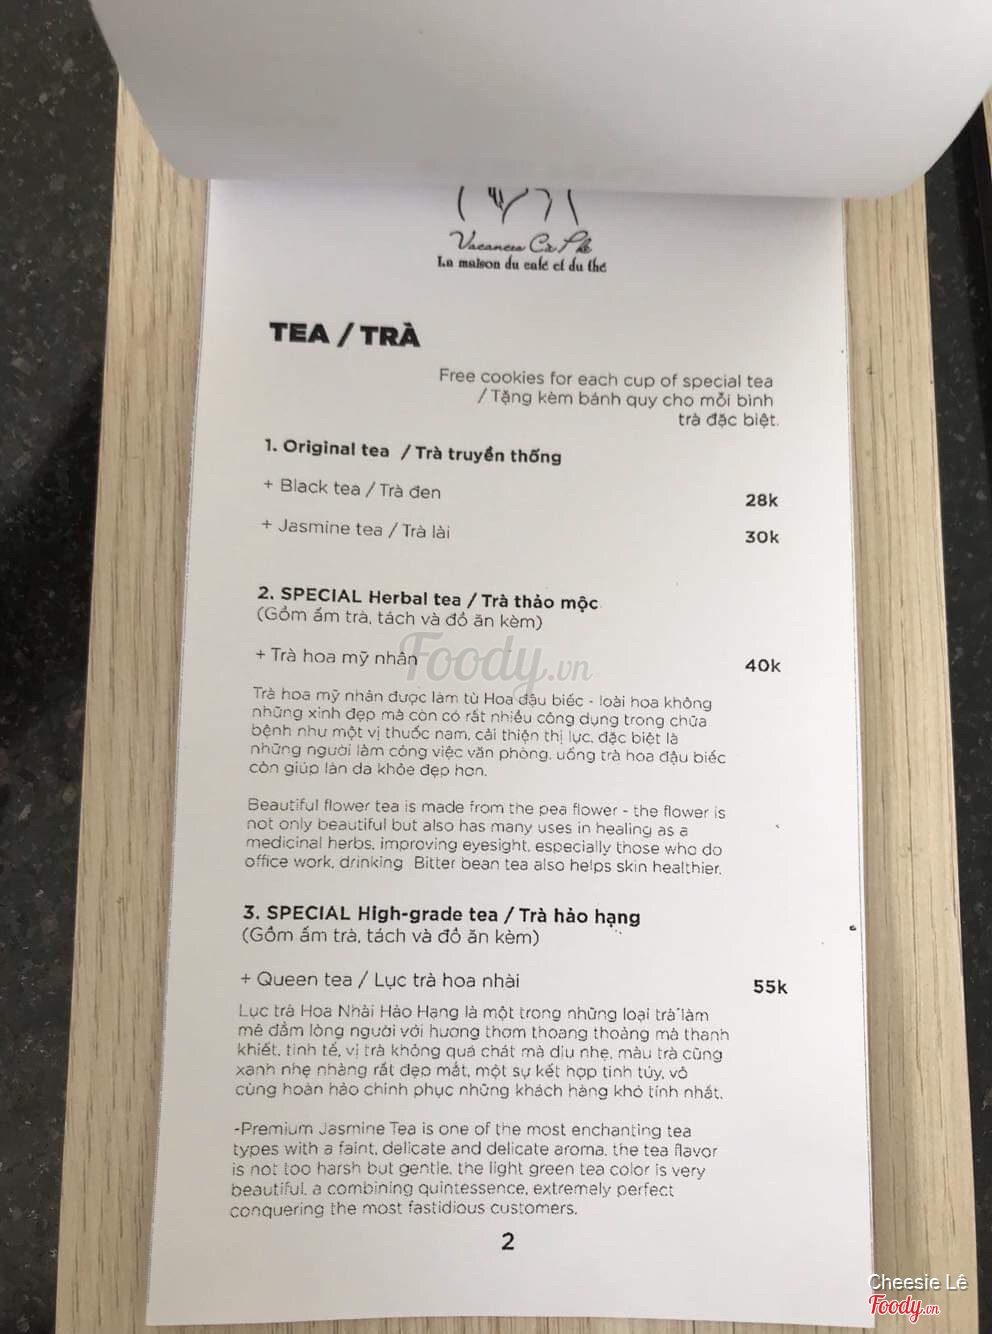 Vacances Cà Phê
La maison du café et du thé
TEA / TRÀ
Free cookies for each cup of special tea
/ Tặng kèm bánh quy cho mỗi bình
trà đặc biệt.
1. Original tea / Trà truyền thống
+ Black tea / Trà đen 28k
+ Jasmine tea / Trà lài 30k
2. SPECIAL Herbal tea / Trà thảo mộc
(Gồm ấm trà, tách và đồ ăn kèm)
+ Trà hoa mỹ nhân 40k
Trà hoa mỹ nhân được làm từ Hoa đậu biếc - loài hoa không
những xinh đẹp mà còn có rất nhiều công dụng trong chữa
bệnh như một vị thuốc nam, cải thiện thị lực, đặc biệt là
những người làm công việc văn phòng, uống trà hoa đậu biếc
còn giúp làn da khỏe đẹp hơn.
Beautiful flower tea is made from the pea flower - the flower is
not only beautiful but also has many uses in healing as a
medicinal herbs, improving eyesight, especially those who do
office work, drinking Bitter bean tea also helps skin healthier.
3. SPECIAL High-grade tea / Trà hảo hạng
(Gồm ấm trà, tách và đồ ăn kèm)
+ Queen tea / Lục trà hoa nhài 55k
Lục trà Hoa Nhài Hảo Hạng là một trong những loại trà làm
mê đắm lòng người với hương thơm thoang thoảng mà thanh
khiết, tinh tế, vị trà không quá chát mà dịu nhẹ, màu trà cũng
xanh nhẹ nhàng rất đẹp mắt, một sự kết hợp tinh túy, vô
cùng hoàn hảo chinh phục những khách hàng khó tính nhất.
-Premium Jasmine Tea is one of the most enchanting tea
types with a faint, delicate and delicate aroma, the tea flavor
is not too harsh but gentle, the light green tea color is very
beautiful, a combining quintessence, extremely perfect
conquering the most fastidious customers.
2
Foody.vn
Cheesie Lê
Foody.vn